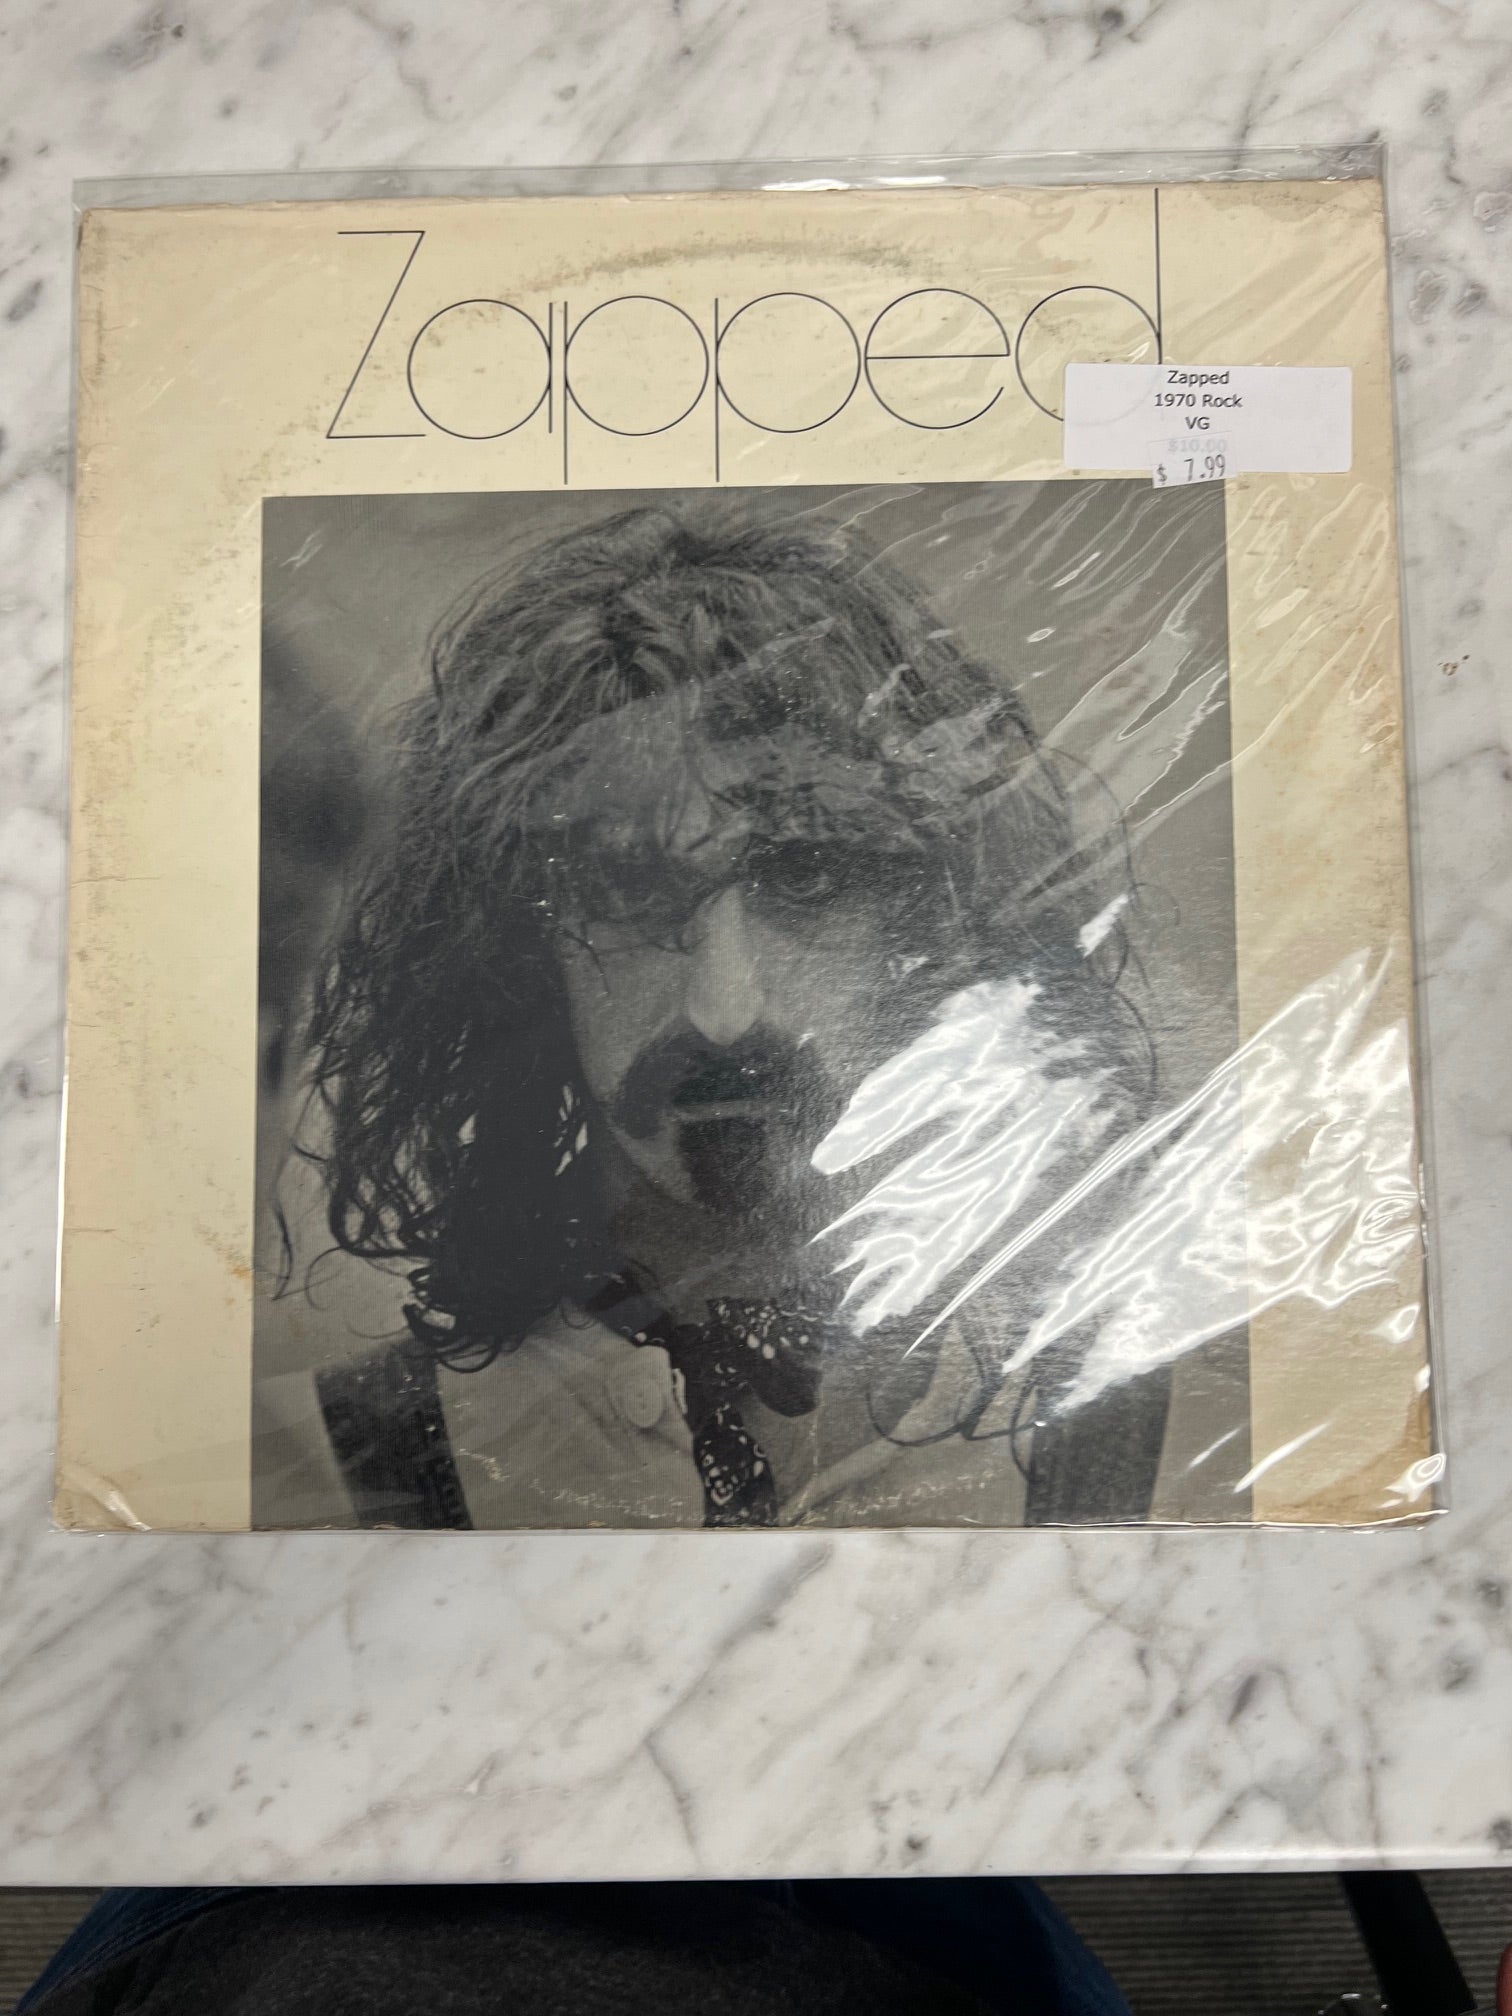 Zapped
Zapped
1970 Rock
VG
$10.00
$ 7.99